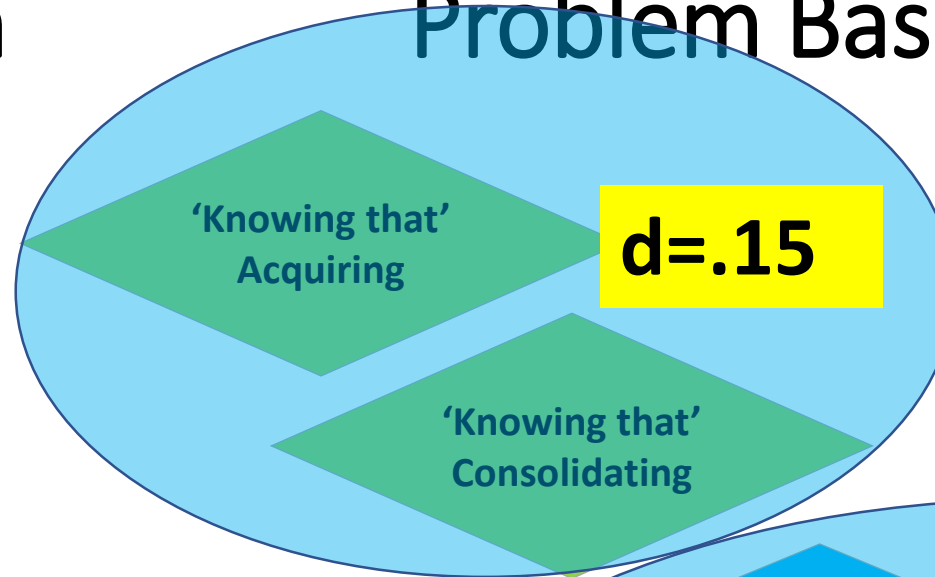 Problem Bas
‘Knowing that’
Acquiring
d=.15
‘Knowing that’
Consolidating